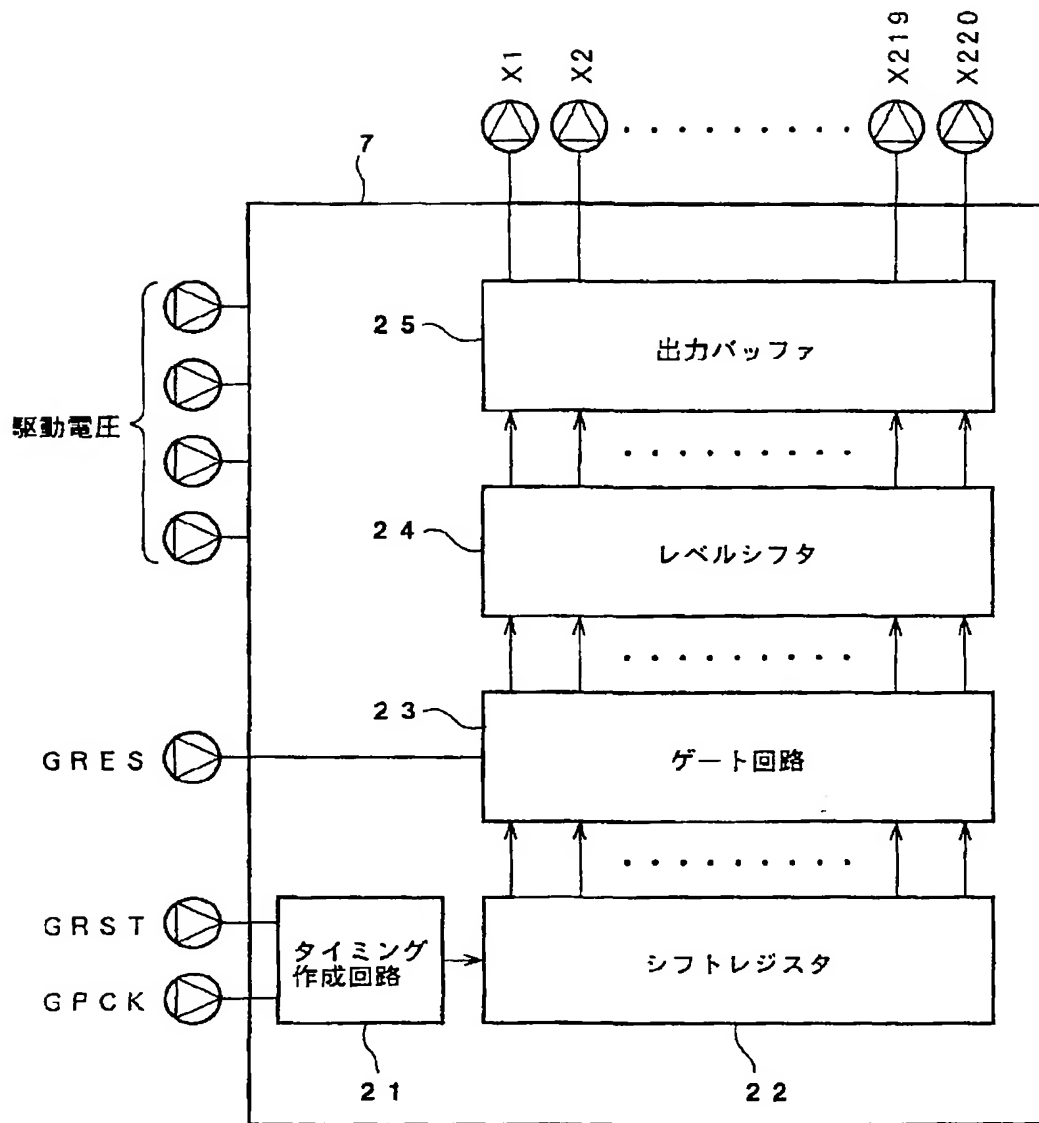 X1
X2
X219
X220
7
25
出力バッファ
駆動電圧
24
レベルシフタ
23
GRES
ゲート回路
GRST
タイミング
作成回路
シフトレジスタ
GPCK
21
22